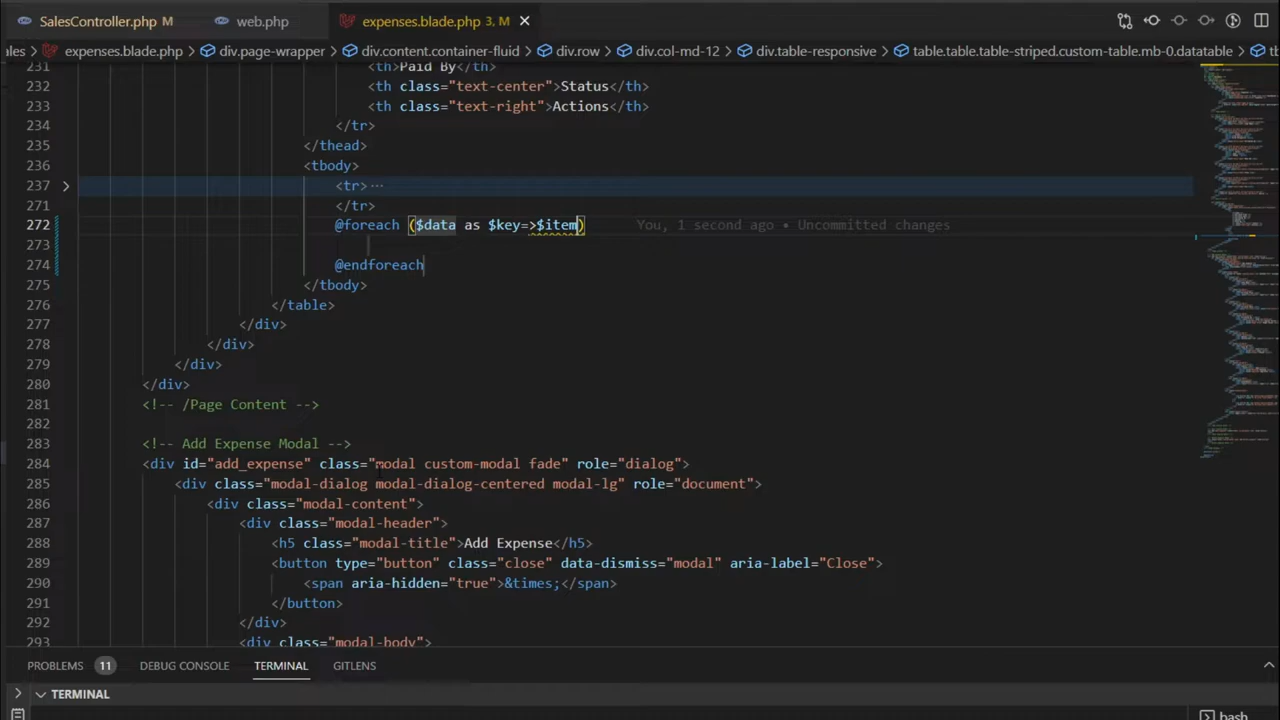 SalesController.php M web.php expenses.blade.php 3, M
ales > expenses.blade.php > div.page-wrapper > div.content.container-fluid > div.row > div.col-md-12 > div.table-responsive > table.table.table-striped.custom-table.mb-0.datatable >
231 <th>Paid By</th>
232 <th class="text-center">Status</th>
233 <th class="text-right">Actions</th>
234 </tr>
235 </thead>
236 <tbody>
237 <tr>···
271 </tr>
272 @foreach ($data as $key=>$item) You, 1 second ago • Uncommitted changes
273
274 @endforeach
275 </tbody>
276 </table>
277 </div>
278 </div>
279 </div>
280 </div>
281 <!-- /Page Content -->
282
283 <!-- Add Expense Modal -->
284 <div id="add_expense" class="modal custom-modal fade" role="dialog">
285 <div class="modal-dialog modal-dialog-centered modal-lg" role="document">
286 <div class="modal-content">
287 <div class="modal-header">
288 <h5 class="modal-title">Add Expense</h5>
289 <button type="button" class="close" data-dismiss="modal" aria-label="Close">
290 <span aria-hidden="true">&times;</span>
291 </button>
292 </div>
293 <div class="modal-body">
PROBLEMS 11 DEBUG CONSOLE TERMINAL GITLENS
TERMINAL
bash